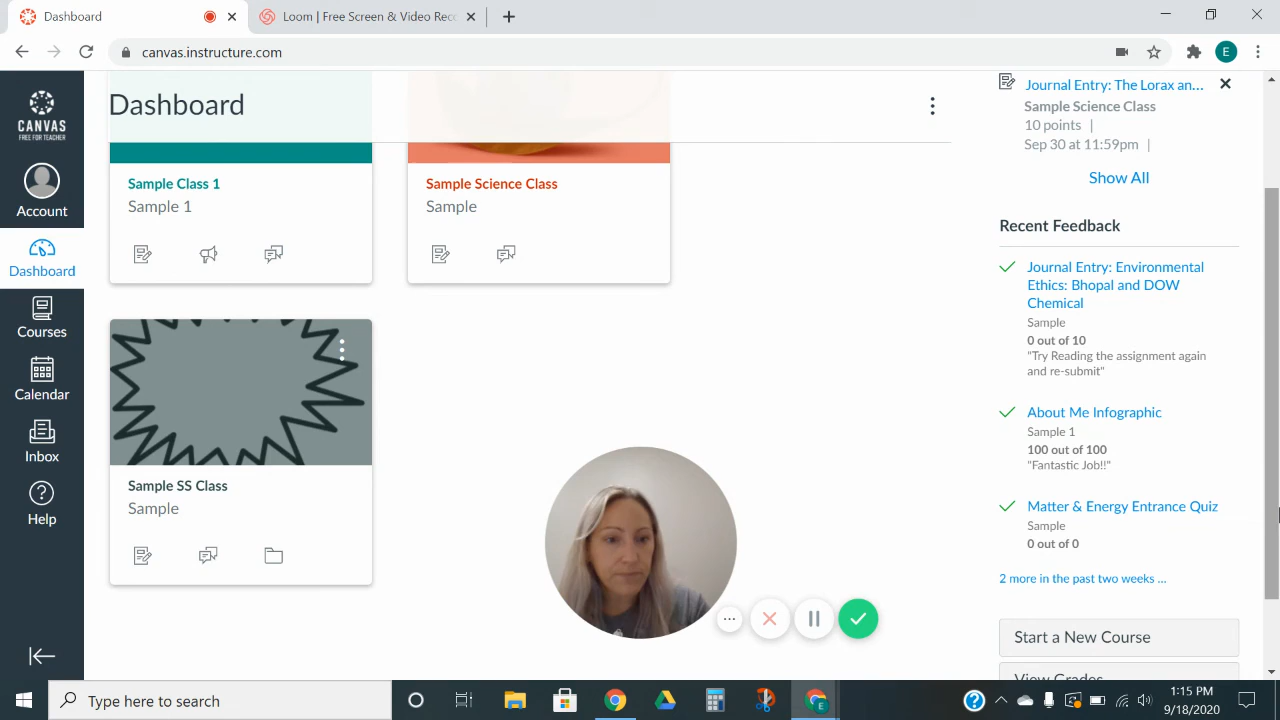 Dashboard
Loom | Free Screen & Video Rec
canvas.instructure.com
E
CANVAS
FREE FOR TEACHER
Account
Dashboard
Courses
Calendar
Inbox
Help
Dashboard
Sample Class 1
Sample 1
Sample Science Class
Sample
Sample SS Class
Sample
Journal Entry: The Lorax an...
Sample Science Class
10 points |
Sep 30 at 11:59pm |
Show All
Recent Feedback
Journal Entry: Environmental
Ethics: Bhopal and DOW
Chemical
Sample
0 out of 10
"Try Reading the assignment again
and re-submit"
About Me Infographic
Sample 1
100 out of 100
"Fantastic Job!!"
Matter & Energy Entrance Quiz
Sample
0 out of 0
2 more in the past two weeks ...
Start a New Course
View Grades
Type here to search
1:15 PM
9/18/2020